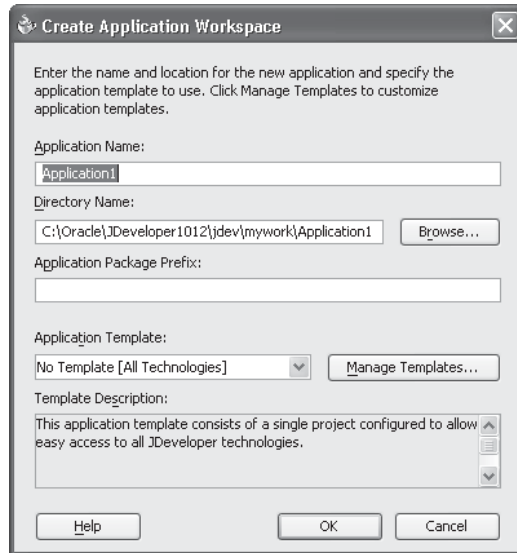 Create Application Workspace
Enter the name and location for the new application and specify the
application template to use. Click Manage Templates to customize
application templates.
Application Name:
Application1
Directory Name:
C:\Oracle\JDeveloper1012\jdev\mywork\Application1
Browse...
Application Package Prefix:
Application Template:
No Template [All Technologies]
Manage Templates...
Template Description:
This application template consists of a single project configured to allow
easy access to all JDeveloper technologies.
Help
OK
Cancel